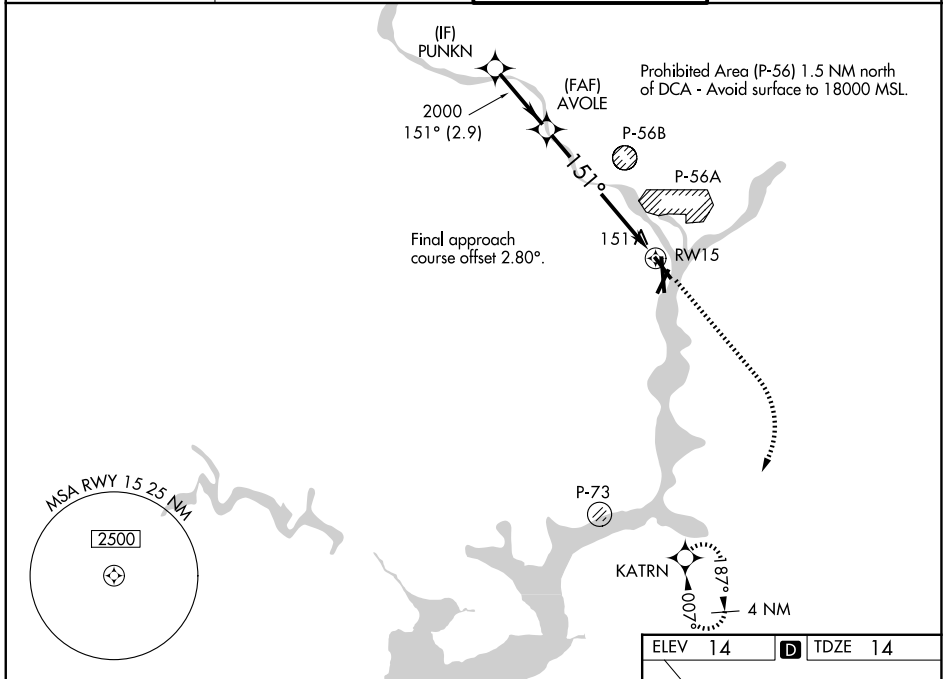 (IF)
PUNKN
(FAF)
AVOLE
Prohibited Area (P-56) 1.5 NM north
of DCA - Avoid surface to 18000 MSL.
2000
151° (2.9)
P-56B
151°
P-56A
Final approach
course offset 2.80°.
151
RW15
MSA RWY 15 25 NM
2500
P-73
KATRN
187°
007°
4 NM
ELEV 14
D
TDZE 14